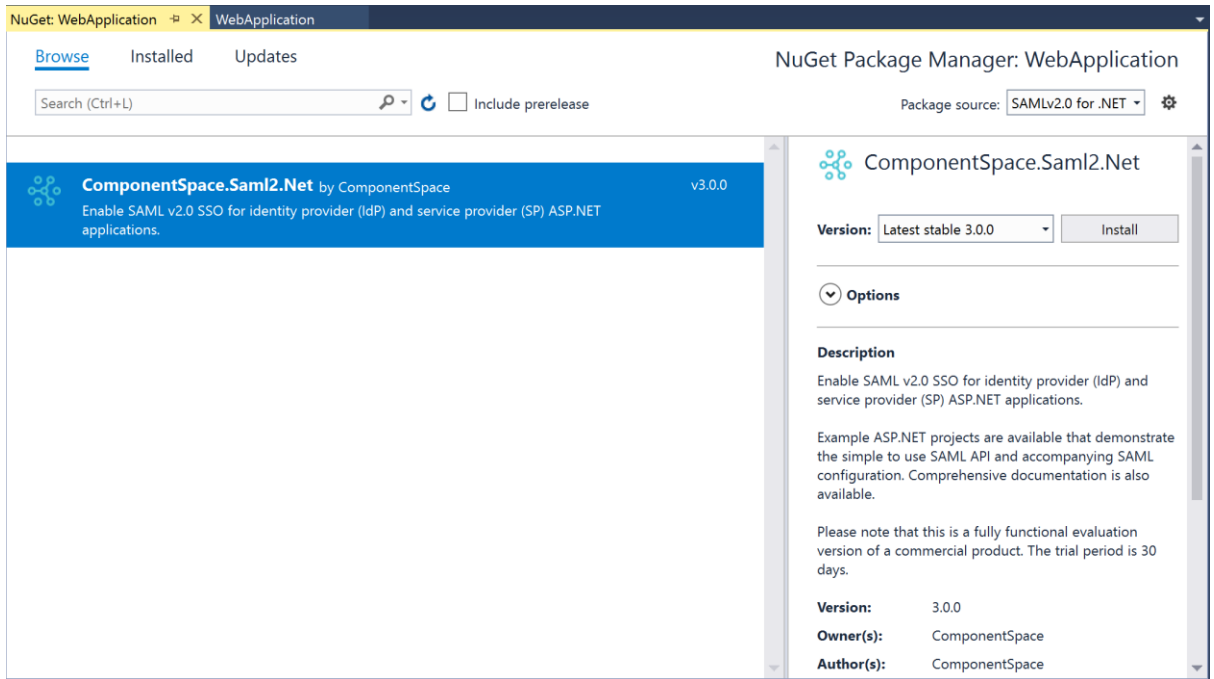 NuGet: WebApplication
WebApplication
Browse
Installed
Updates
NuGet Package Manager: WebApplication
Search (Ctrl+L)
Include prerelease
Package source:
SAMLv2.0 for .NET
ComponentSpace.Saml2.Net by ComponentSpace
v3.0.0
Enable SAML v2.0 SSO for identity provider (IdP) and service provider (SP) ASP.NET
applications.
ComponentSpace.Saml2.Net
Version:
Latest stable 3.0.0
Install
Options
Description
Enable SAML v2.0 SSO for identity provider (IdP) and
service provider (SP) ASP.NET applications.
Example ASP.NET projects are available that demonstrate
the simple to use SAML API and accompanying SAML
configuration. Comprehensive documentation is also
available.
Please note that this is a fully functional evaluation
version of a commercial product. The trial period is 30
days.
Version: 3.0.0
Owner(s): ComponentSpace
Author(s): ComponentSpace